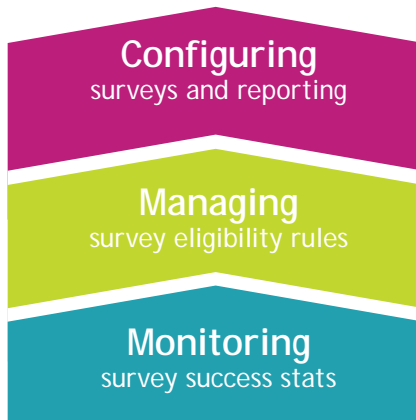 Configuring
surveys and reporting
Managing
survey eligibility rules
Monitoring
survey success stats